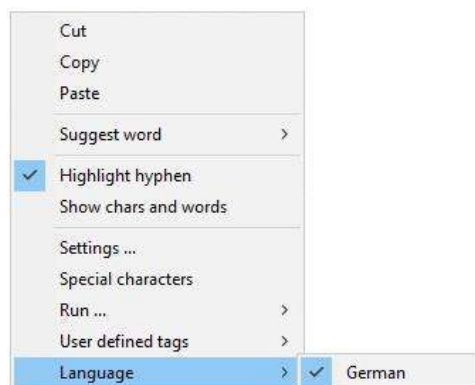 Cut
Copy
Paste
Suggest word
Highlight hyphen
Show chars and words
Settings ...
Special characters
Run ...
User defined tags
Language
German